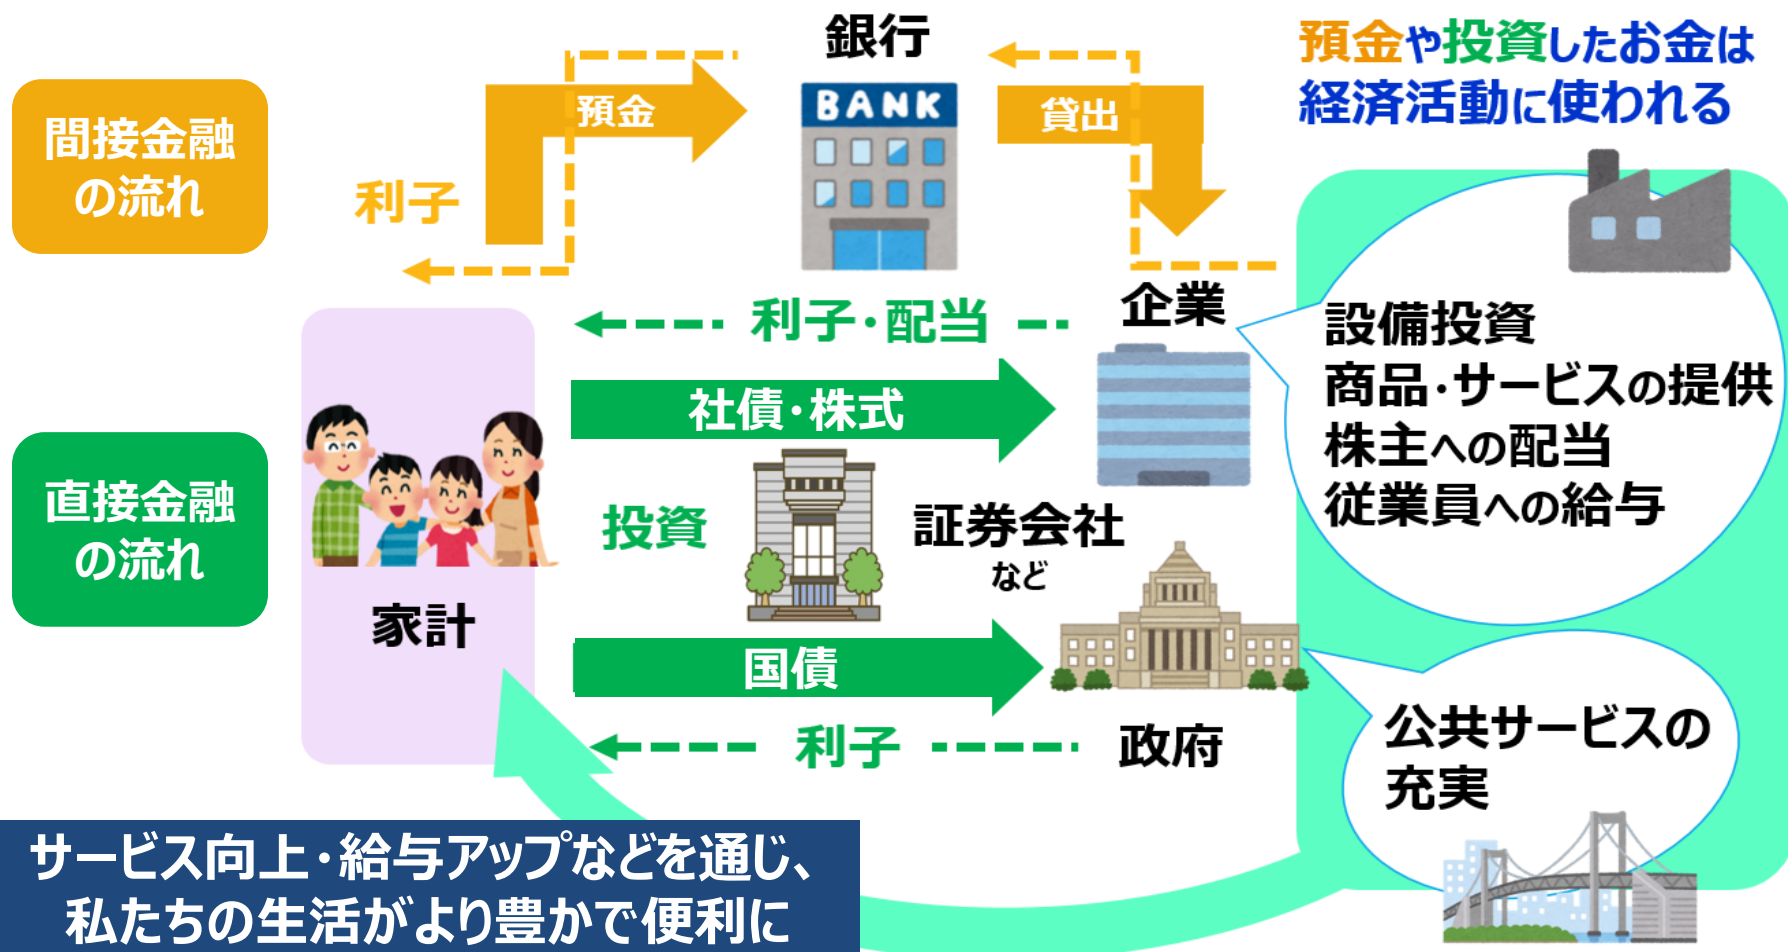 銀行
預金や投資したお金は
経済活動に使われる
間接金融
の流れ
預金
BANK
貸出
利子
企業
利子・配当
設備投資
商品・サービスの提供
株主への配当
従業員への給与
社債・株式
直接金融
の流れ
投資
証券会社
など
家計
国債
利子
政府
公共サービスの
充実
サービス向上・給与アップなどを通じ、
私たちの生活がより豊かで便利に